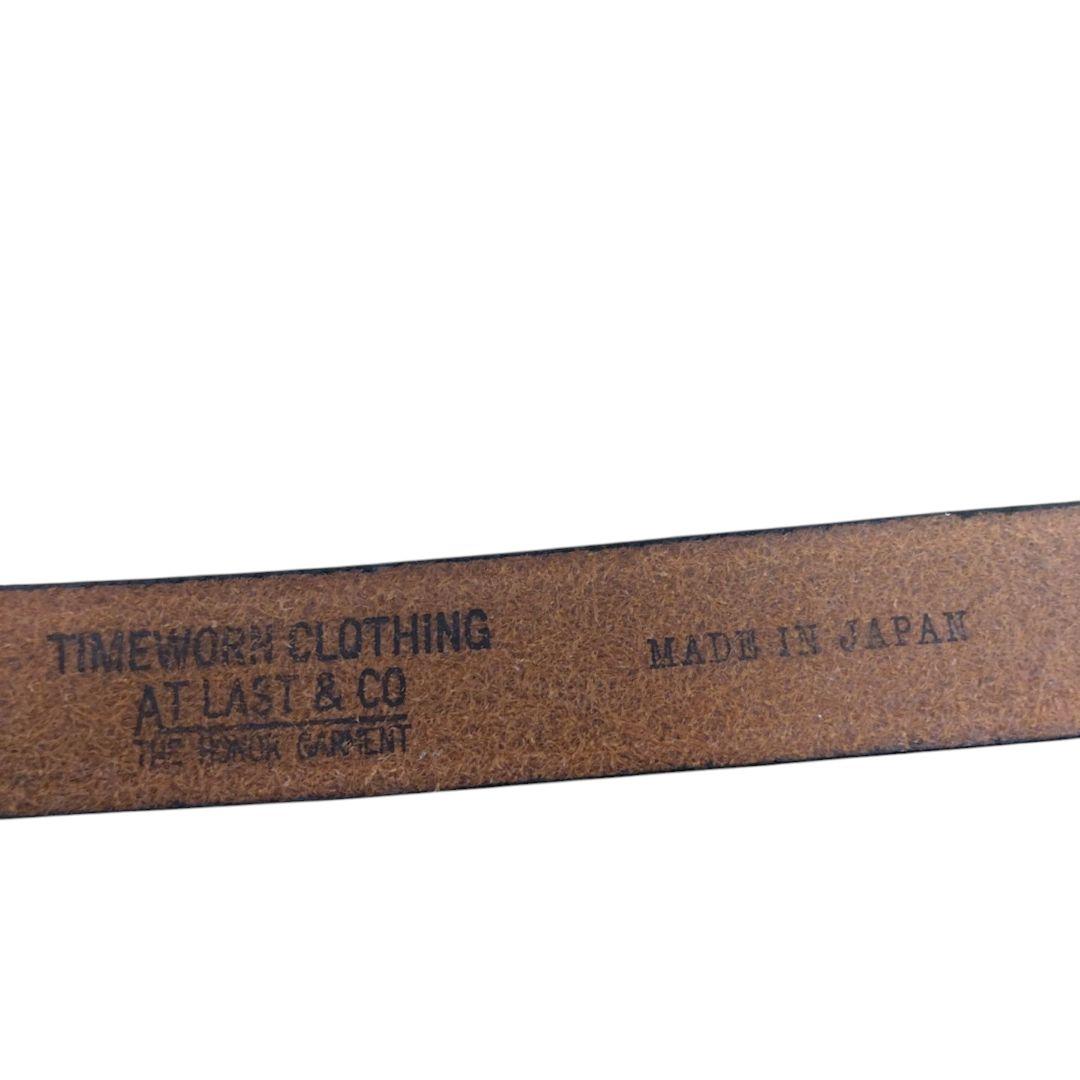 TIMEWORN CLOTHING
AT LAST & CO
THE HONOR GARMENT
MADE IN JAPAN